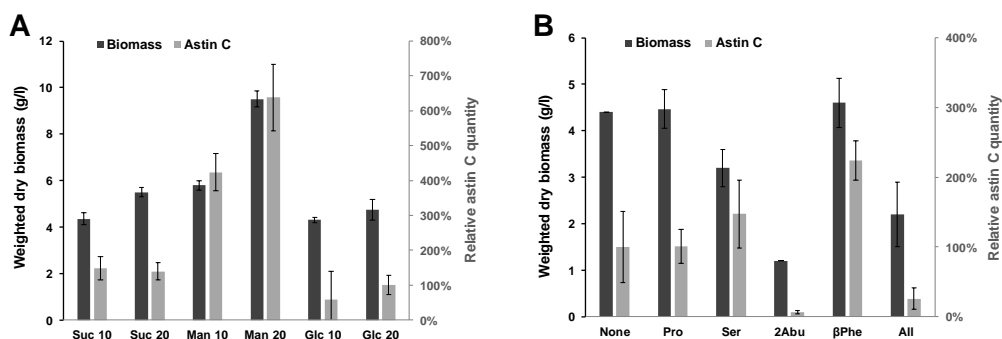 A
Biomass Astin C
Weighted dry biomass (g/l)
12
10
8
6
4
2
0
800%
700%
600%
500%
400%
300%
200%
100%
0%
Relative astin C quantity
Suc 10 Suc 20 Man 10 Man 20 Glc 10 Glc 20
B
Biomass Astin C
Weighted dry biomass (g/l)
6
5
4
3
2
1
0
400%
300%
200%
100%
0%
Relative astin C quantity
None Pro Ser 2Abu βPhe All